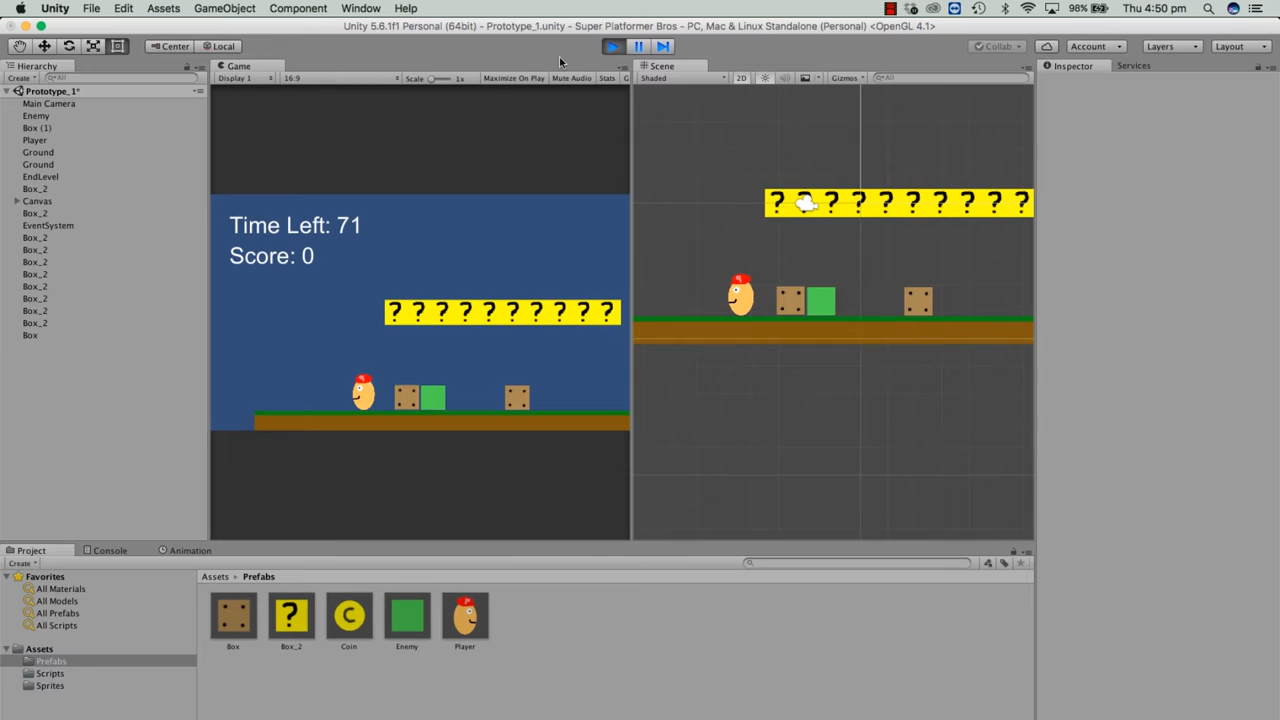 Unity File Edit Assets GameObject Component Window Help 98% Thu 4:50 pm
Unity 5.6.1f1 Personal (64bit) - Prototype_1.unity - Super Platformer Bros - PC, Mac & Linux Standalone (Personal) <OpenGL 4.1>
Center Local Collab Account Layers Layout
Hierarchy Game Scene Inspector Services
Create All Display 1 16:9 Scale 1x Maximize On Play Mute Audio Stats G Shaded 2D Gizmos All
Prototype_1*
Main Camera
Enemy
Box (1)
Player
Ground
Ground
EndLevel
Box_2
Canvas
Box_2
EventSystem
Box_2
Box_2
Box_2
Box_2
Box_2
Box_2
Box_2
Box_2
Box
Time Left: 71
Score: 0
? ? ? ? ? ? ? ? ? ?
? ? ? ? ? ? ? ? ? ?
Project Console Animation
Create
Favorites
All Materials
All Models
All Prefabs
All Scripts
Assets
Prefabs
Scripts
Sprites
Assets Prefabs
? C
Box Box_2 Coin Enemy Player